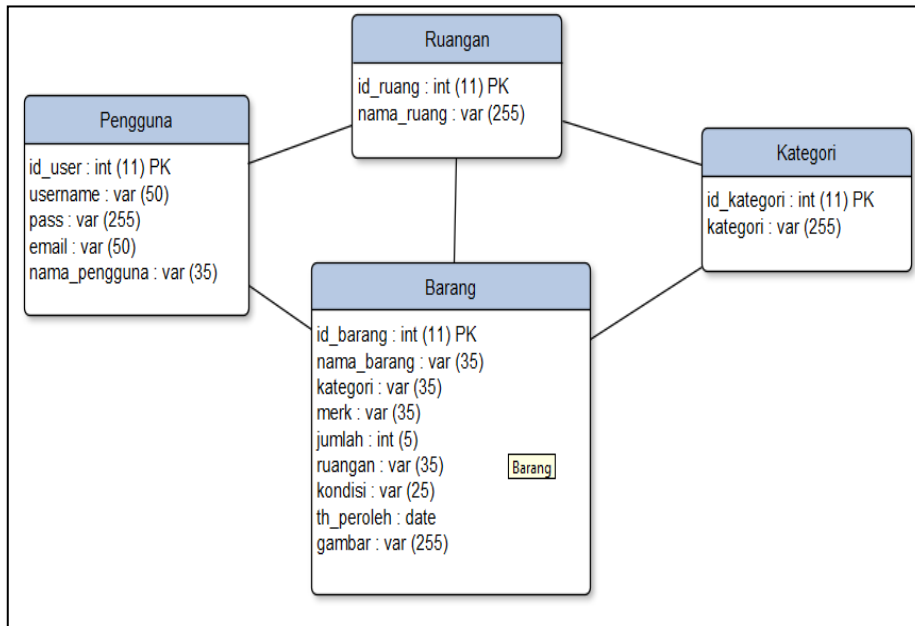 Ruangan
id_ruang : int (11) PK
nama_ruang : var (255)
Pengguna
id_user : int (11) PK
username : var (50)
pass : var (255)
email : var (50)
nama_pengguna : var (35)
Kategori
id_kategori : int (11) PK
kategori : var (255)
Barang
id_barang : int (11) PK
nama_barang : var (35)
kategori : var (35)
merk : var (35)
jumlah : int (5)
ruangan : var (35)
kondisi : var (25)
th_peroleh : date
gambar : var (255)
Barang